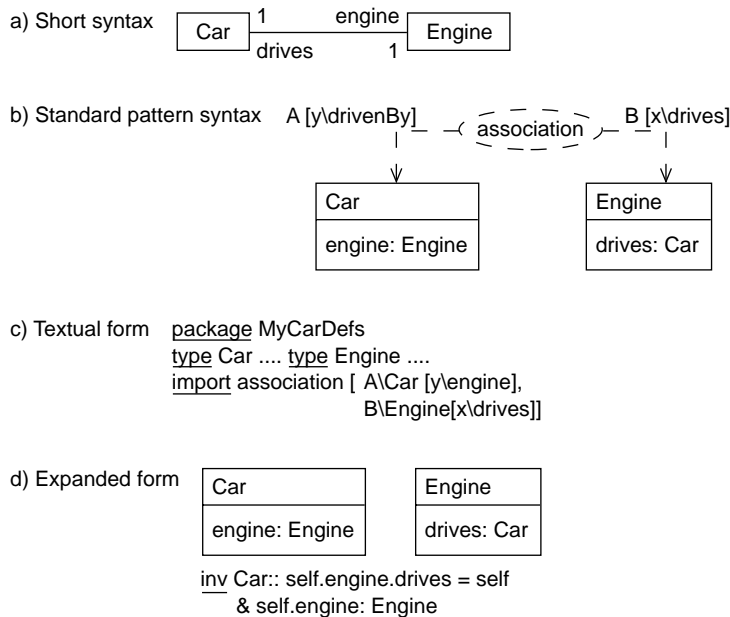 a) Short syntax
Car
1
engine
drives
1
Engine
b) Standard pattern syntax
A [y\drivenBy]
association
B [x\drives]
Car
engine: Engine
Engine
drives: Car
c) Textual form
package MyCarDefs
type Car .... type Engine ....
import association [ A\Car [y\engine],
B\Engine[x\drives]]
d) Expanded form
Car
engine: Engine
Engine
drives: Car
inv Car:: self.engine.drives = self
& self.engine: Engine